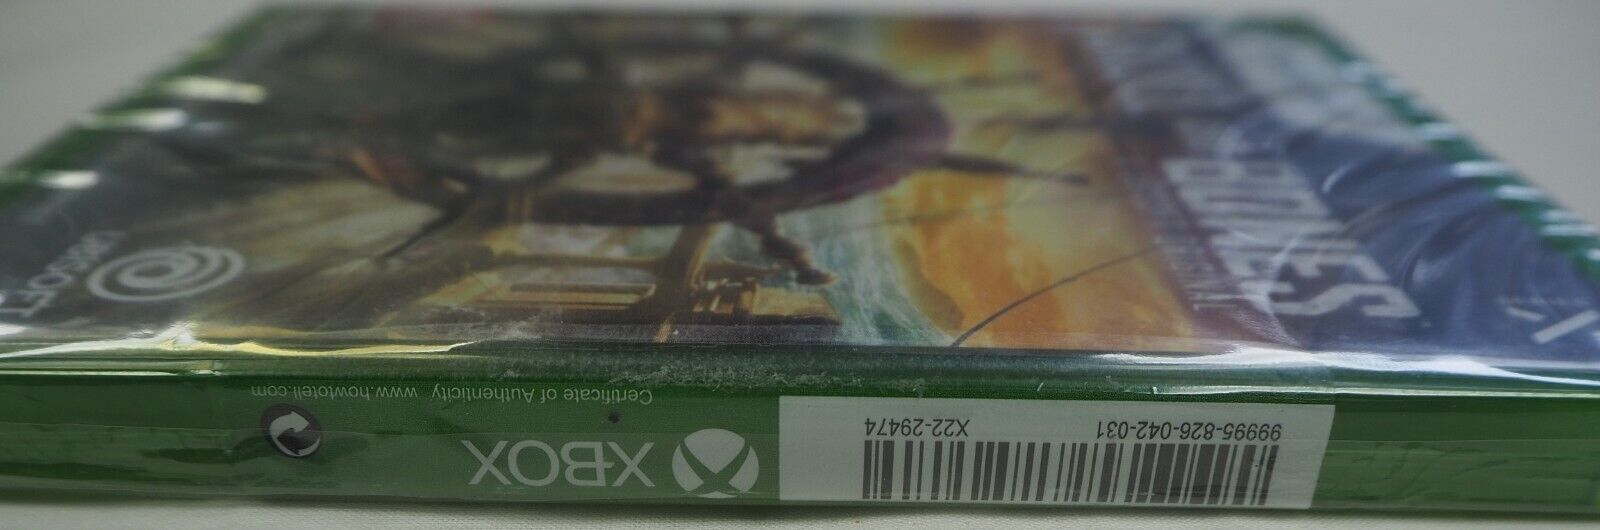 BONES
UBISOFT
Certificate of Authenticity www.howtotell.com
XBOX
99995-826-042-031 X22-29474